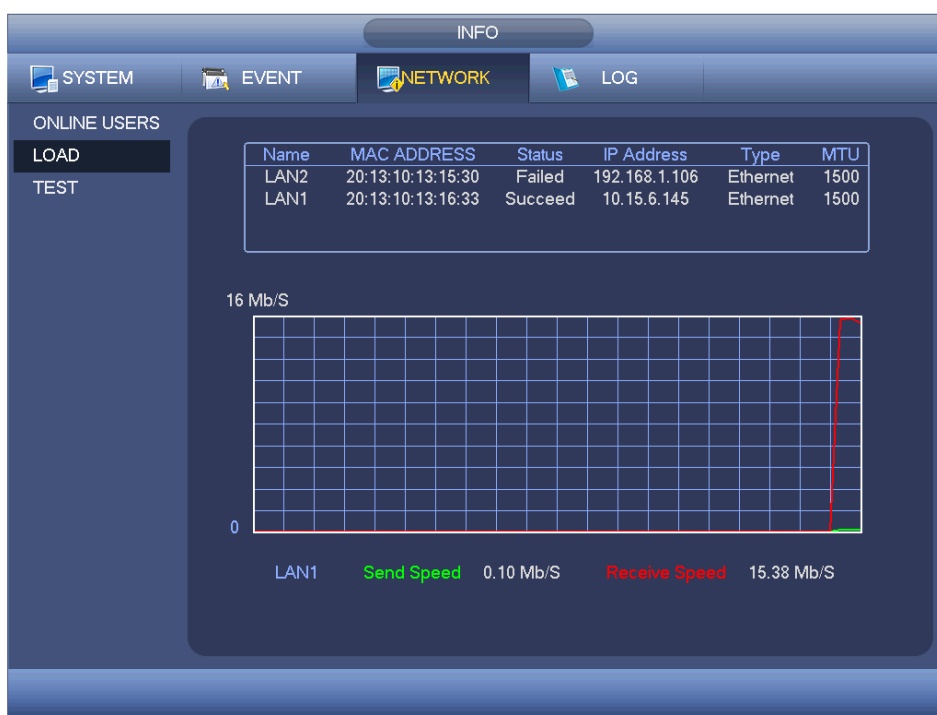 INFO
SYSTEM EVENT NETWORK LOG
ONLINE USERS
LOAD
TEST
Name MAC ADDRESS Status IP Address Type MTU
LAN2 20:13:10:13:15:30 Failed 192.168.1.106 Ethernet 1500
LAN1 20:13:10:13:16:33 Succeed 10.15.6.145 Ethernet 1500
16 Mb/S
0
LAN1 Send Speed 0.10 Mb/S Receive Speed 15.38 Mb/S